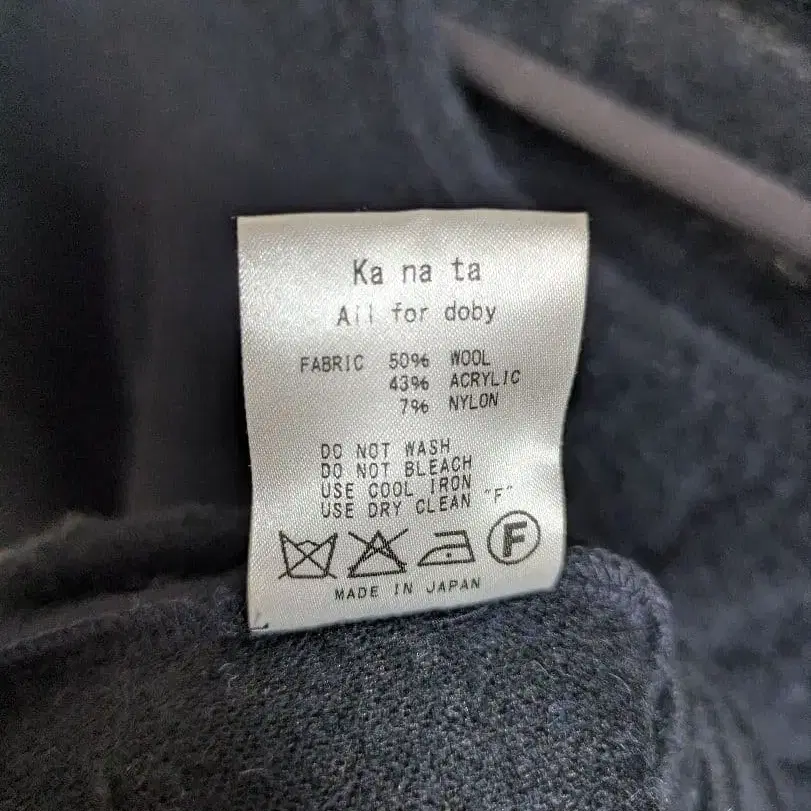 Ka na ta
All for doby
FABRIC 50% WOOL
43% ACRYLIC
7% NYLON
DO NOT WASH
DO NOT BLEACH
USE COOL IRON
USE DRY CLEAN "F"
F
MADE IN JAPAN